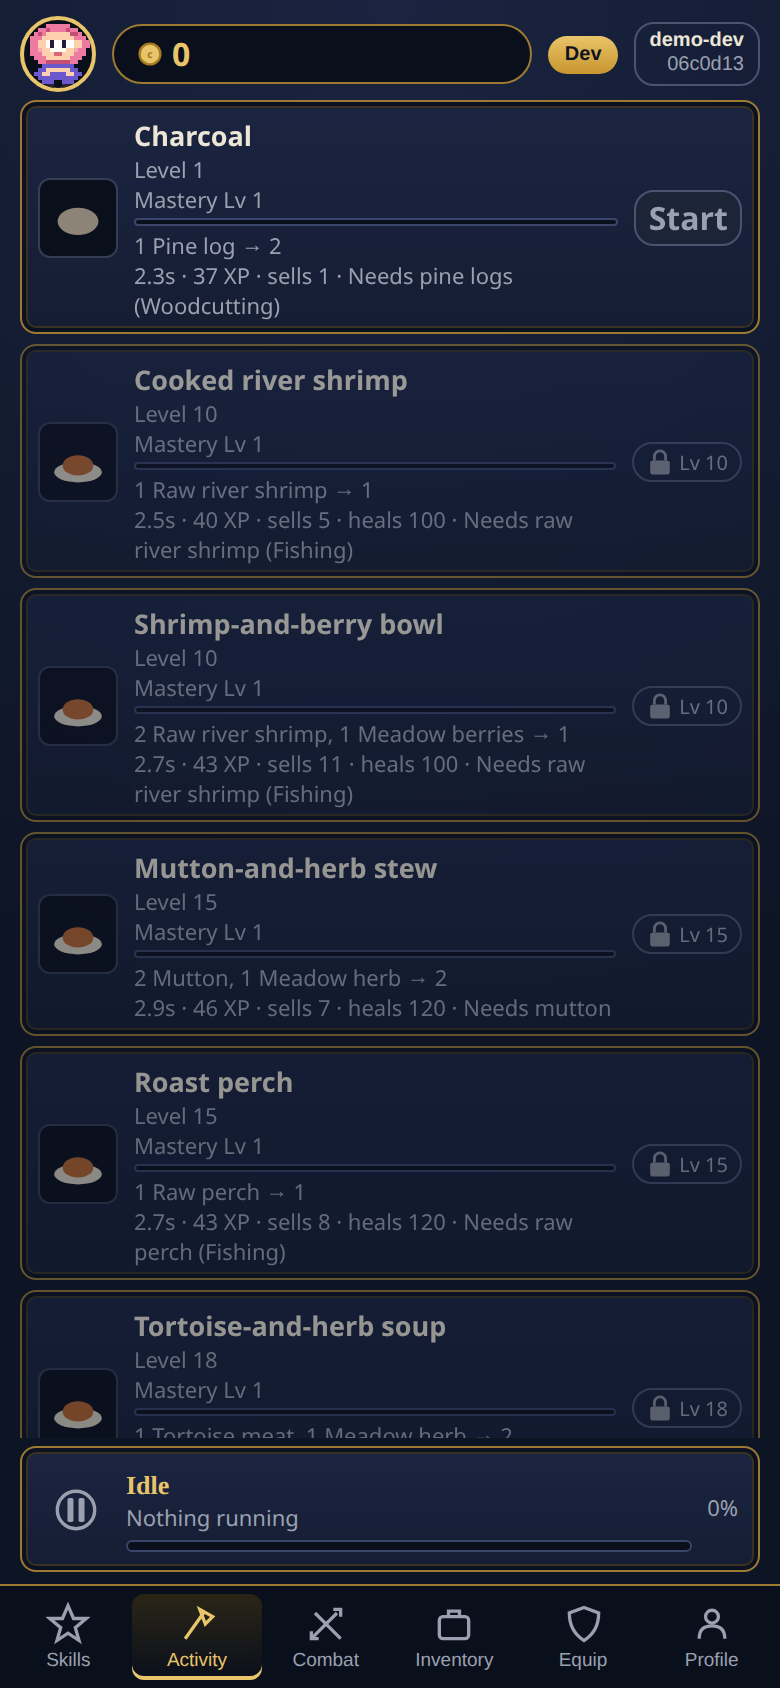 0
Dev
demo-dev
06c0d13
Charcoal
Level 1
Mastery Lv 1
1 Pine log → 2
2.3s · 37 XP · sells 1 · Needs pine logs
(Woodcutting)
Start
Cooked river shrimp
Level 10
Mastery Lv 1
1 Raw river shrimp → 1
2.5s · 40 XP · sells 5 · heals 100 · Needs raw
river shrimp (Fishing)
Lv 10
Shrimp-and-berry bowl
Level 10
Mastery Lv 1
2 Raw river shrimp, 1 Meadow berries → 1
2.7s · 43 XP · sells 11 · heals 100 · Needs raw
river shrimp (Fishing)
Lv 10
Mutton-and-herb stew
Level 15
Mastery Lv 1
2 Mutton, 1 Meadow herb → 2
2.9s · 46 XP · sells 7 · heals 120 · Needs mutton
Lv 15
Roast perch
Level 15
Mastery Lv 1
1 Raw perch → 1
2.7s · 43 XP · sells 8 · heals 120 · Needs raw
perch (Fishing)
Lv 15
Tortoise-and-herb soup
Level 18
Mastery Lv 1
1 Tortoise meat, 1 Meadow herb → 2
Lv 18
Idle
Nothing running
0%
Skills
Activity
Combat
Inventory
Equip
Profile